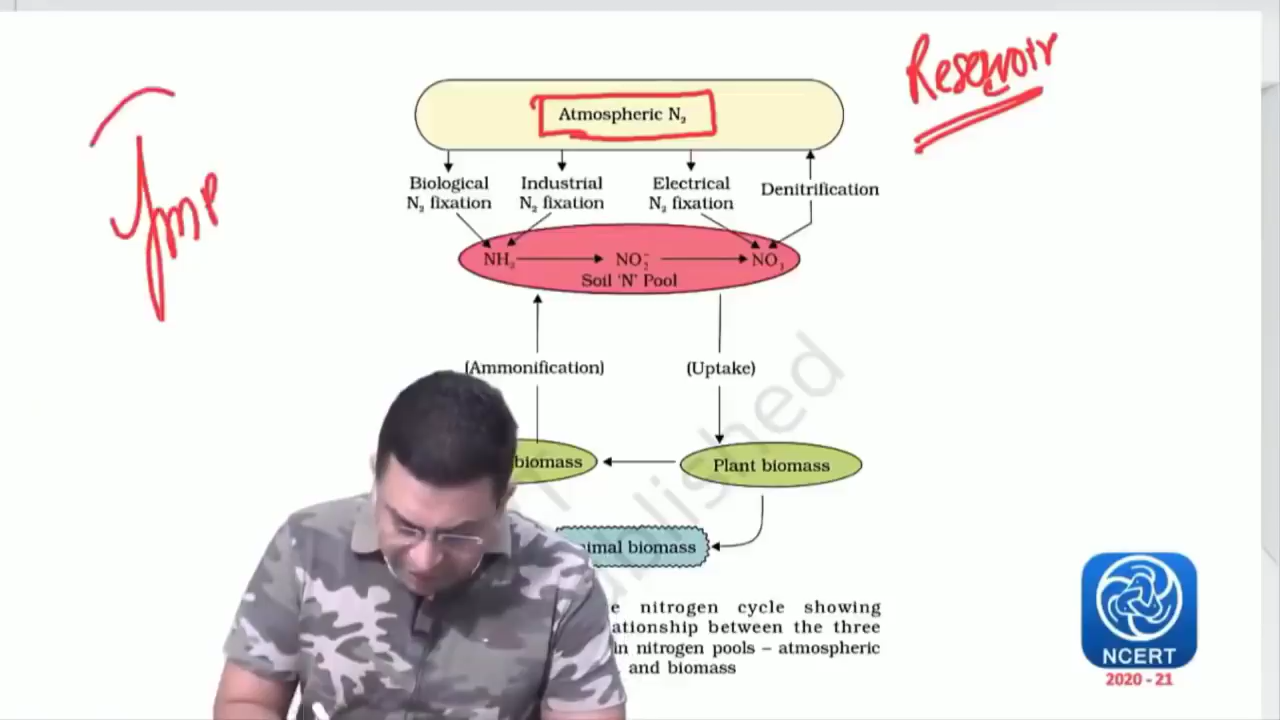 Imp
Reservoir
Atmospheric N₂
Biological
N₂ fixation
Industrial
N₂ fixation
Electrical
N₂ fixation
Denitrification
NH₃
NO₂⁻
NO₃
Soil 'N' Pool
(Ammonification)
(Uptake)
biomass
Plant biomass
imal biomass
e nitrogen cycle showing
ationship between the three
in nitrogen pools – atmospheric
and biomass
NCERT
2020 - 21